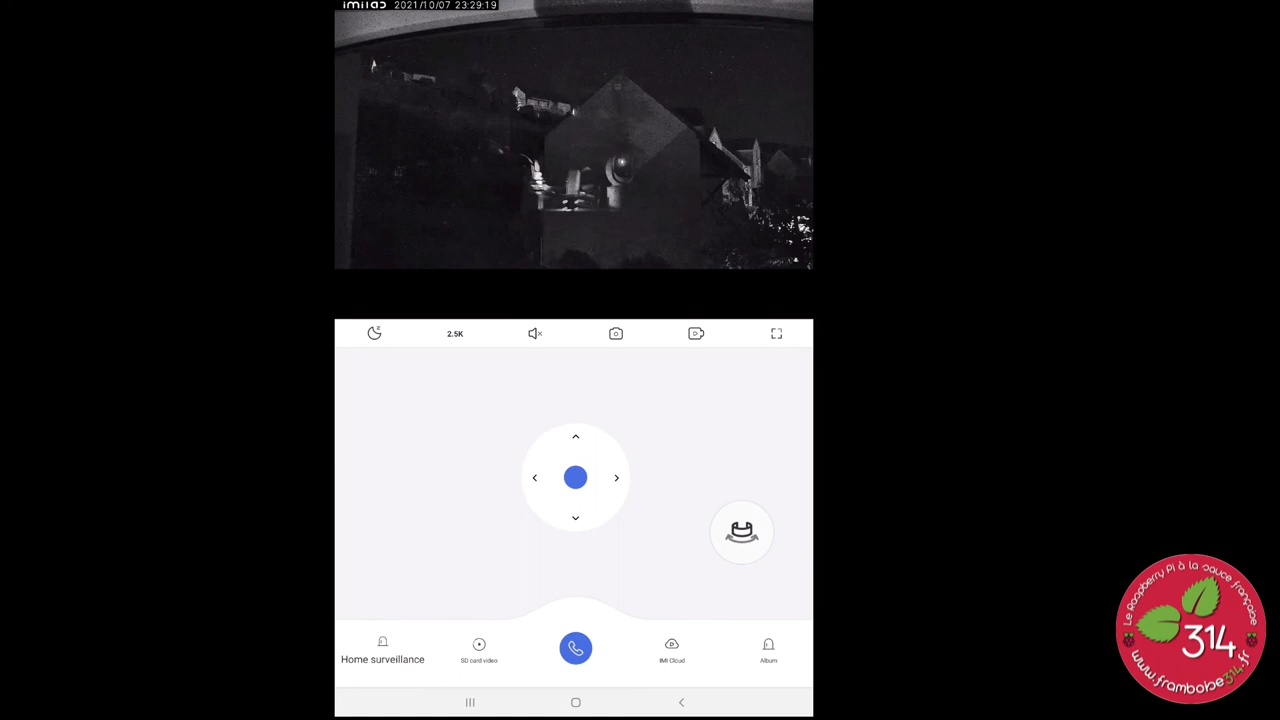 imilab 2021/10/07 23:29:19
2.5K
Home surveillance
SD card video
IMI Cloud
Album
Le Raspberry Pi à la sauce française
314
www.framboise314.fr